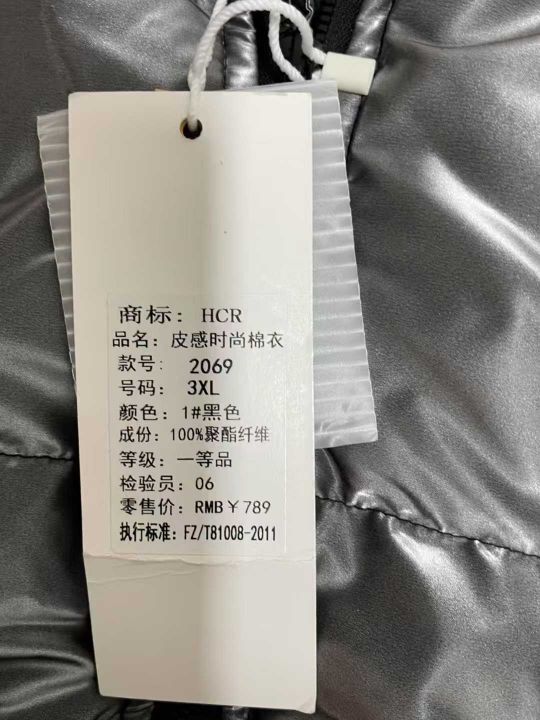 商标： HCR
品名：皮感时尚棉衣
款号： 2069
号码： 3XL
颜色：1#黑色
成份：100%聚酯纤维
等级：一等品
检验员：06
零售价：RMB￥789
执行标准：FZ/T81008-2011